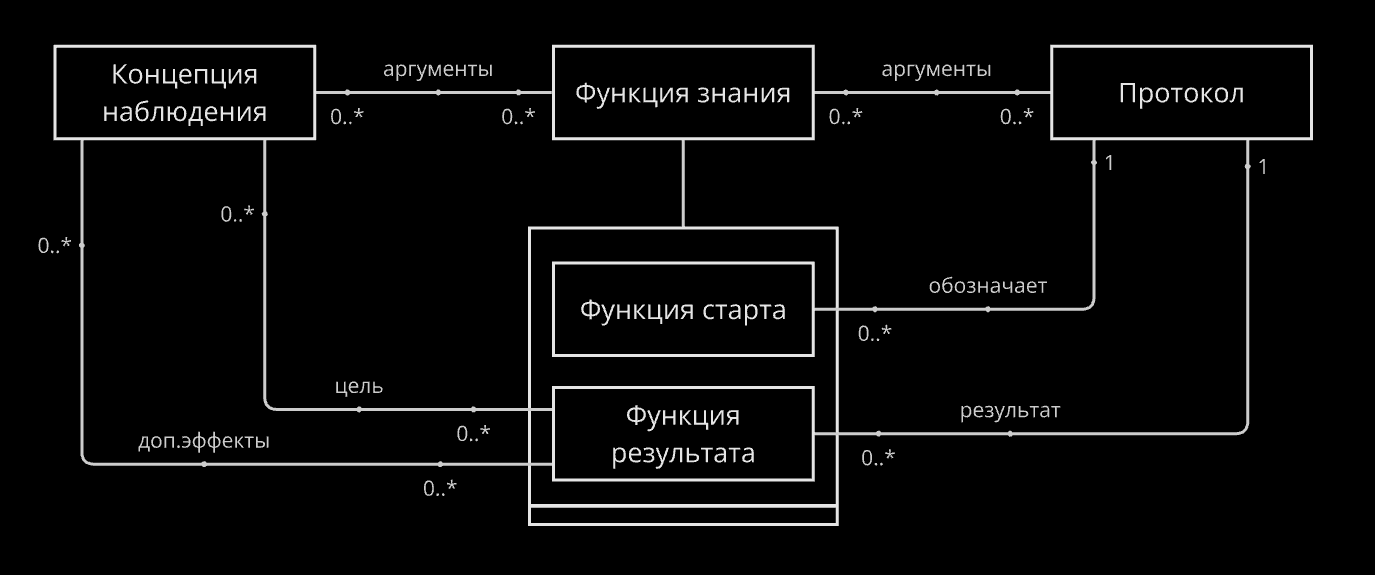 аргументы
аргументы
Концепция
наблюдения
Функция знания
Протокол
0..*
0..*
0..*
0..*
1
1
0..*
0..*
обозначает
Функция старта
0..*
цель
результат
Функция
результата
0..*
доп.эффекты
0..*
0..*